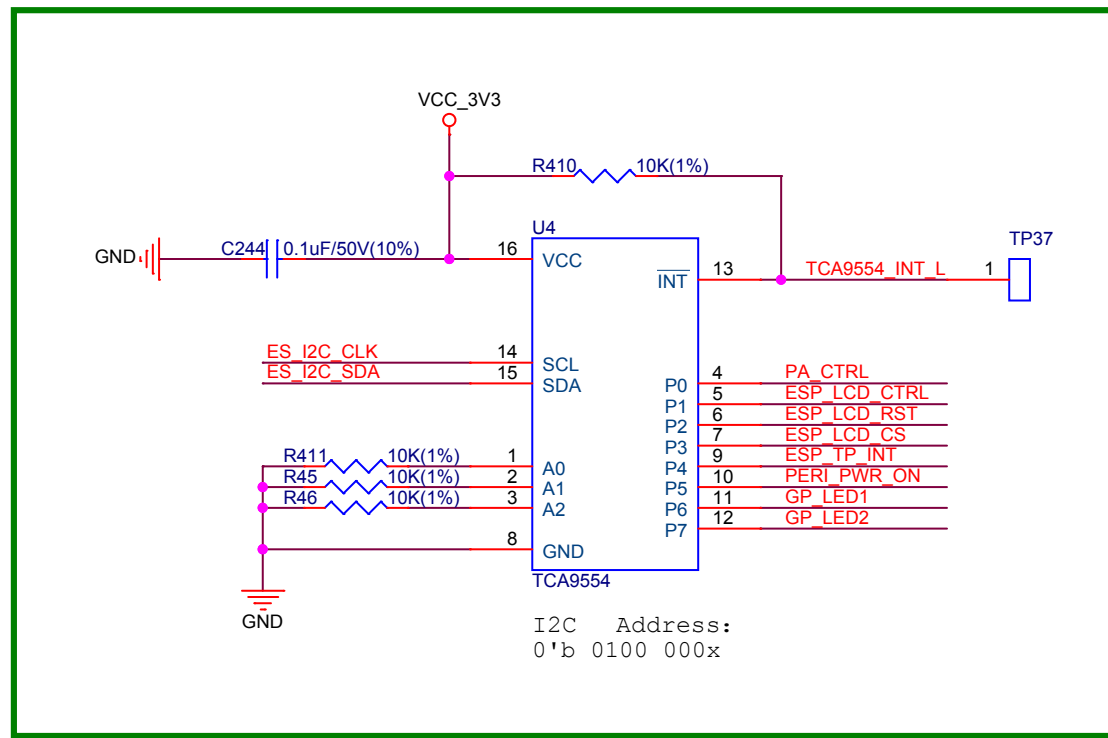 VCC_3V3
R410 10K(1%)
U4
TP37
GND C244 0.1uF/50V(10%) 16 VCC
INT 13 TCA9554_INT_L 1
ES_I2C_CLK 14 SCL
ES_I2C_SDA 15 SDA
P0 4 PA_CTRL
P1 5 ESP_LCD_CTRL
P2 6 ESP_LCD_RST
P3 7 ESP_LCD_CS
R411 10K(1%) 1 A0
P4 9 ESP_TP_INT
R45 10K(1%) 2 A1
P5 10 PERI_PWR_ON
R46 10K(1%) 3 A2
P6 11 GP_LED1
P7 12 GP_LED2
8 GND
TCA9554
GND
I2C Address:
0'b 0100 000x